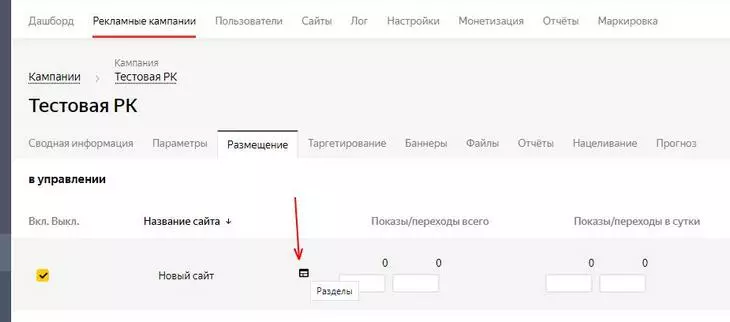 Дашборд Рекламные кампании Пользователи Сайты Лог Настройки Монетизация Отчёты Маркировка
Кампания
Кампании Тестовая РК
Тестовая РК
Сводная информация Параметры Размещение Таргетирование Баннеры Файлы Отчёты Нацеливание Прогноз
в управлении
Вкл. Выкл. Название сайта ↓ Показы/переходы всего Показы/переходы в сутки
0 0 0 0
Новый сайт
Разделы